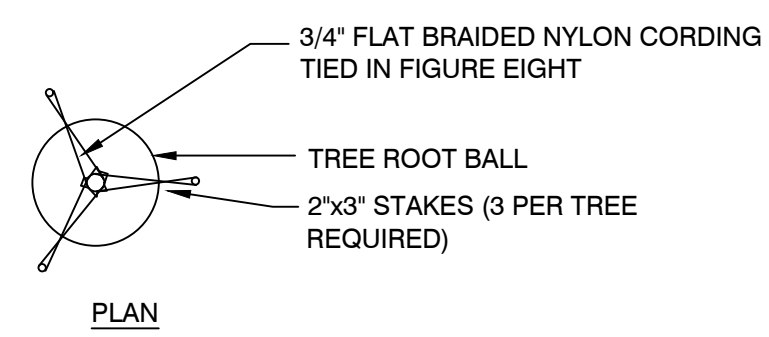 3/4" FLAT BRAIDED NYLON CORDING
TIED IN FIGURE EIGHT
TREE ROOT BALL
2"x3" STAKES (3 PER TREE
REQUIRED)
PLAN